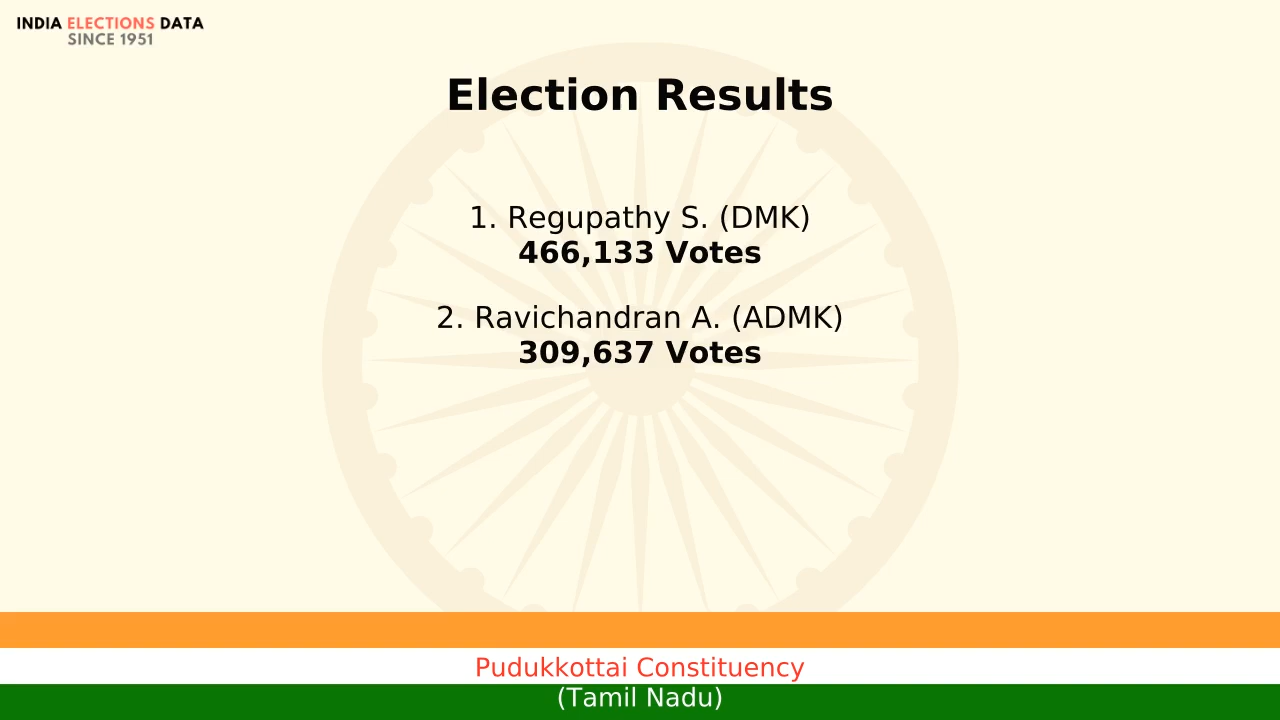 INDIA ELECTIONS DATA
SINCE 1951
Election Results
1. Regupathy S. (DMK)
466,133 Votes
2. Ravichandran A. (ADMK)
309,637 Votes
Pudukkottai Constituency
(Tamil Nadu)